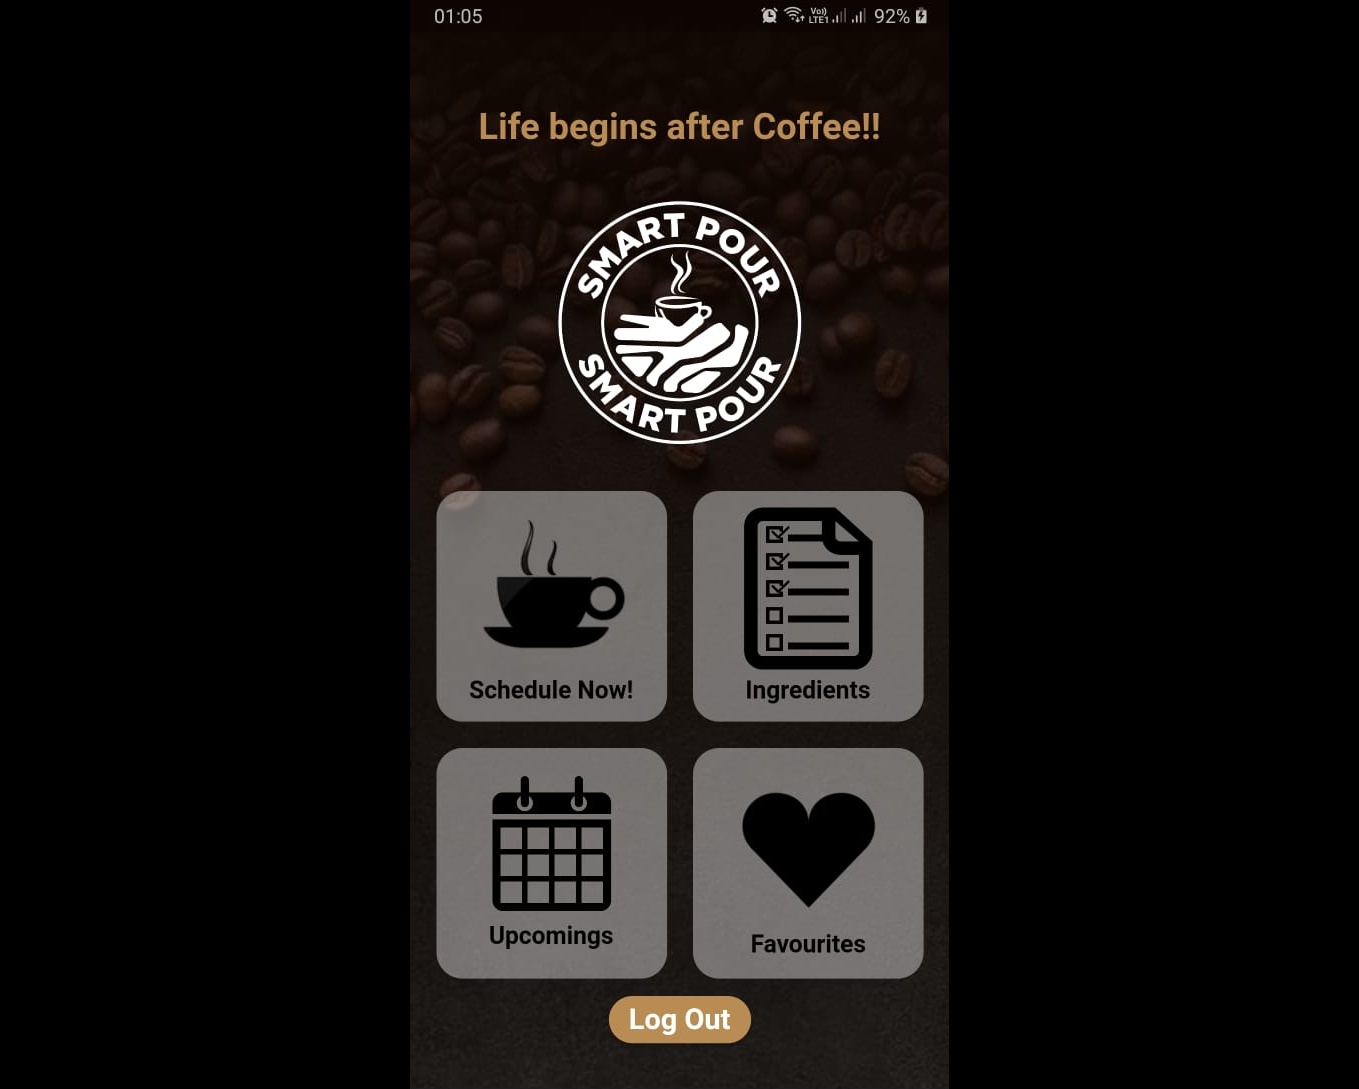 01:05
Vo)) LTE1 92%
Life begins after Coffee!!
SMART POUR
SMART POUR
Schedule Now!
Ingredients
Upcomings
Favourites
Log Out